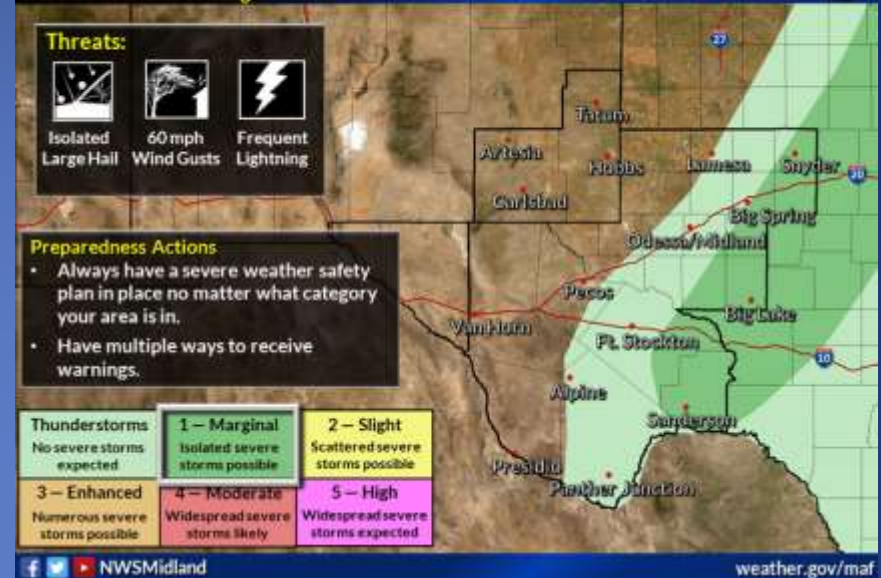 Threats:
Isolated
Large Hail
60 mph
Wind Gusts
Frequent
Lightning
Preparedness Actions
• Always have a severe weather safety
plan in place no matter what category
your area is in.
• Have multiple ways to receive
warnings.
27
Tatum
Artesia
Hobbs
Lamesa
Snyder
20
Carlsbad
Big Spring
Odessa/Midland
Pecos
Van Horn
Big Lake
Ft. Stockton
10
Alpine
Sanderson
Presidio
Panther Junction
Thunderstorms
No severe storms
expected
1 – Marginal
Isolated severe
storms possible
2 – Slight
Scattered severe
storms possible
3 – Enhanced
Numerous severe
storms possible
4 – Moderate
Widespread severe
storms likely
5 – High
Widespread severe
storms expected
NWSMidland
weather.gov/maf